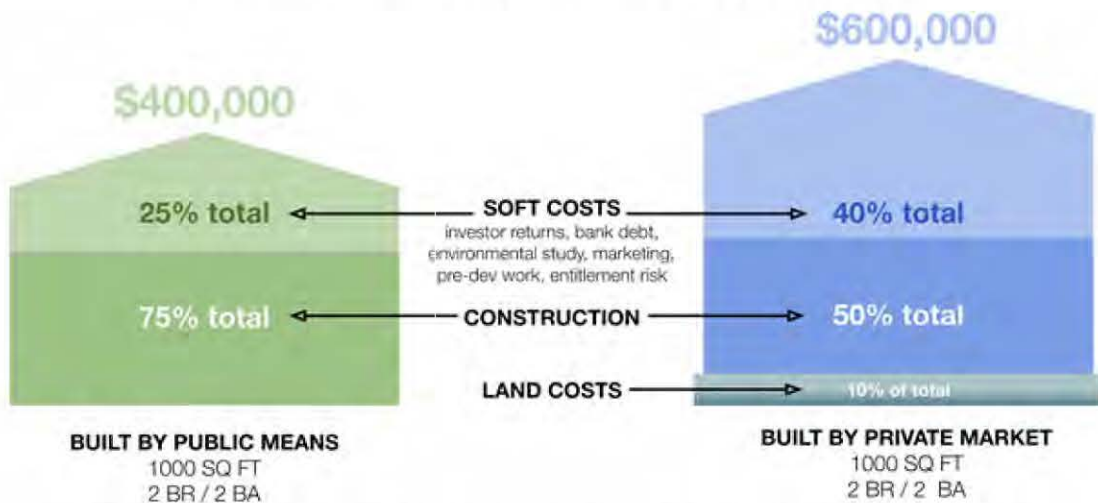 $400,000
25% total
75% total
BUILT BY PUBLIC MEANS
1000 SQ FT
2 BR / 2 BA
SOFT COSTS
investor returns, bank debt,
environmental study, marketing,
pre-dev work, entitlement risk
CONSTRUCTION
LAND COSTS
$600,000
40% total
50% total
10% of total
BUILT BY PRIVATE MARKET
1000 SQ FT
2 BR / 2 BA